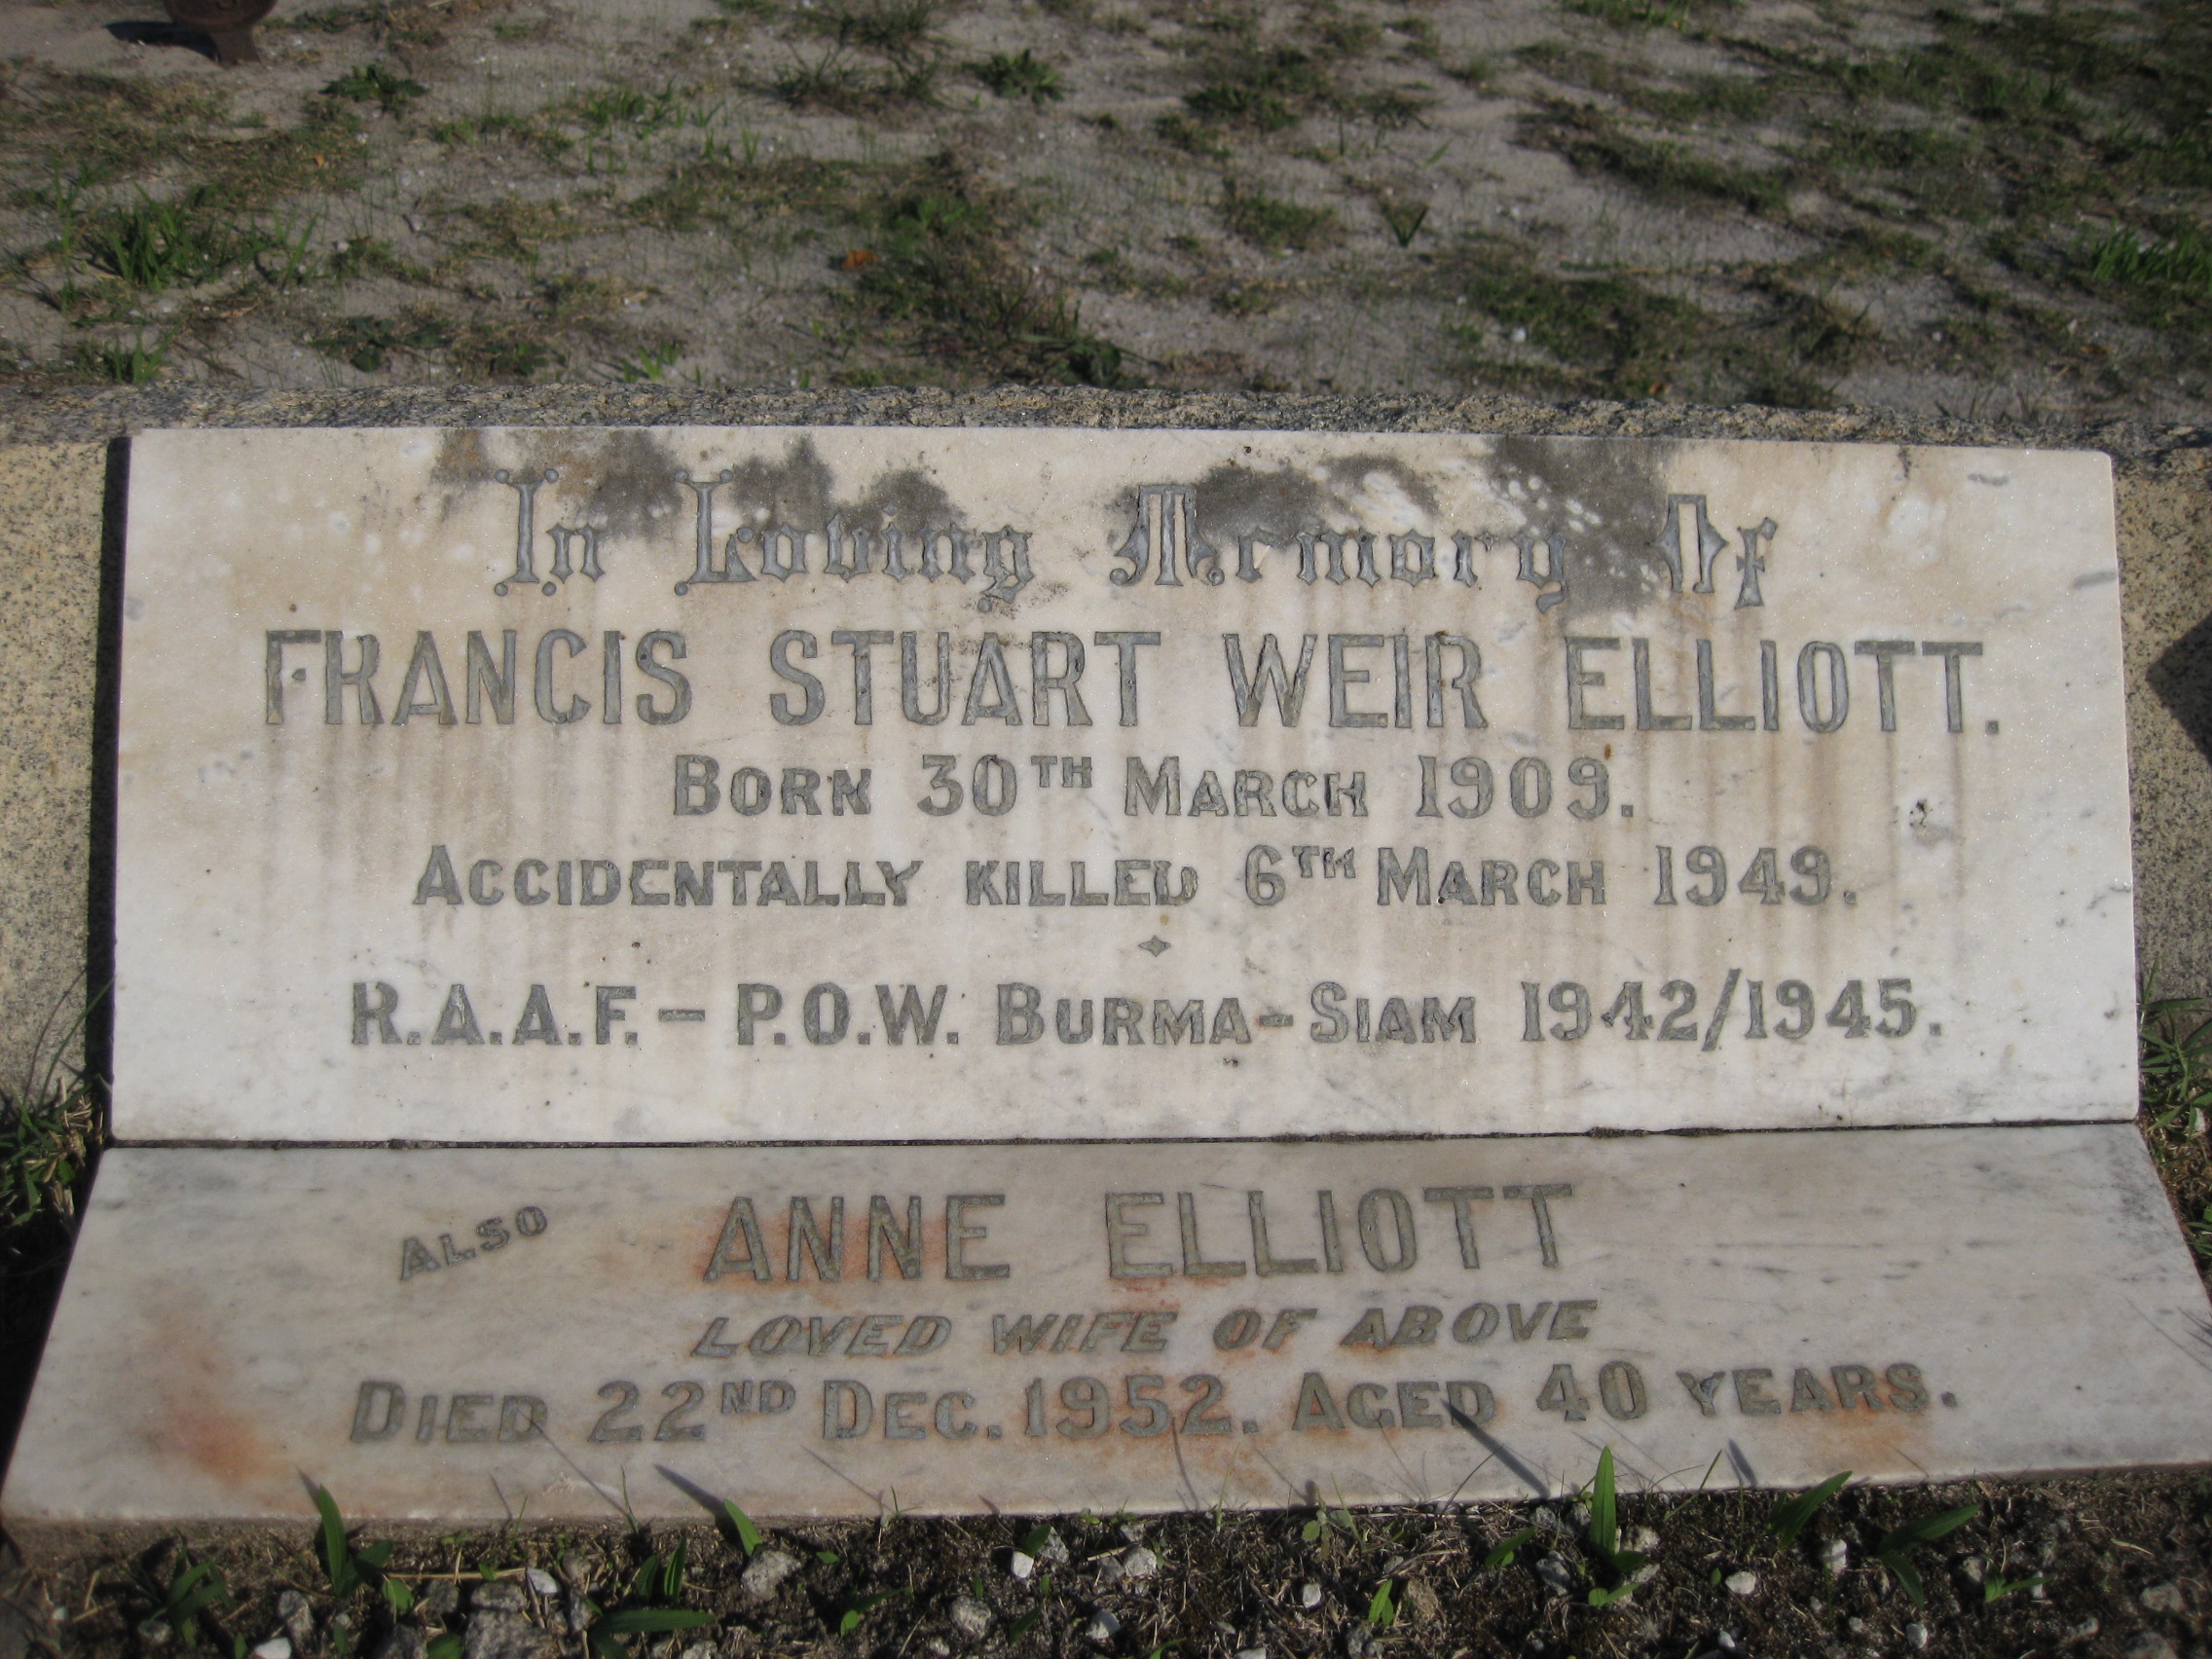 In Loving Memory Of
FRANCIS STUART WEIR ELLIOTT.
BORN 30TH MARCH 1909.
ACCIDENTALLY KILLED 6TH MARCH 1949.
R.A.A.F. – P.O.W. BURMA-SIAM 1942/1945.
ALSO ANNE ELLIOTT
LOVED WIFE OF ABOVE
DIED 22ND DEC. 1952. AGED 40 YEARS.